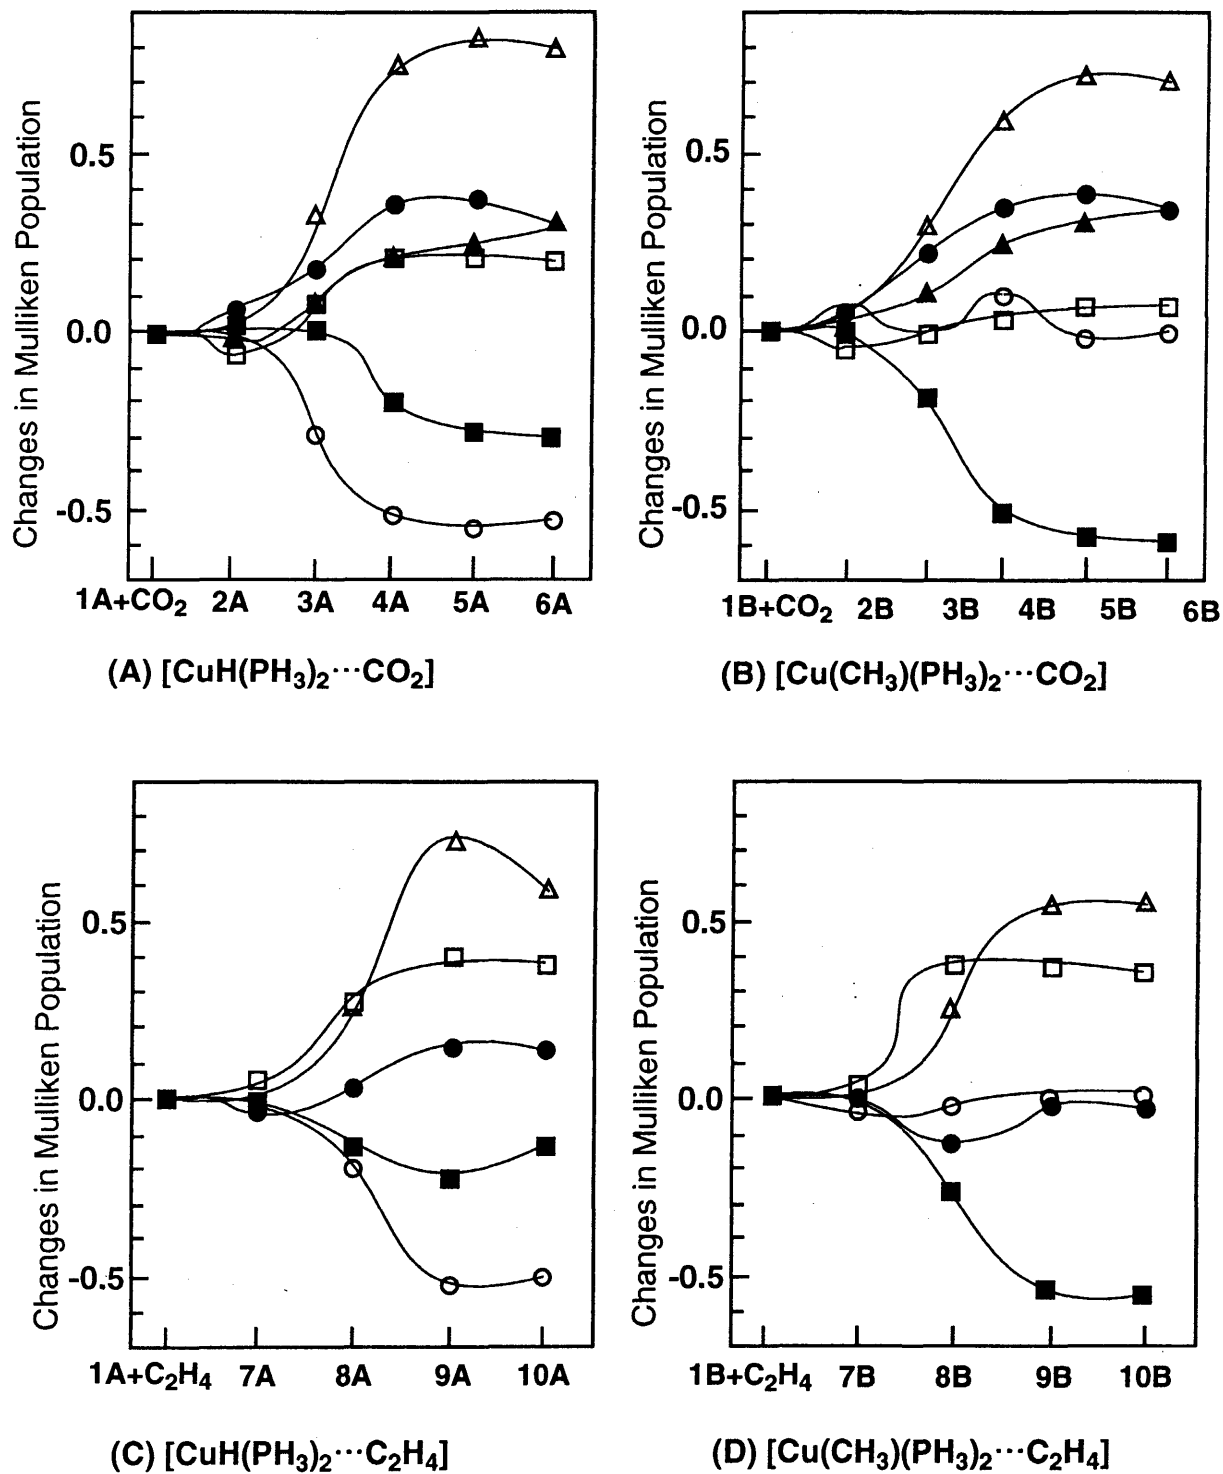 Changes in Mulliken Population
0.5
0.0
-0.5
1A+CO₂ 2A 3A 4A 5A 6A
(A) [CuH(PH₃)₂···CO₂]
Changes in Mulliken Population
0.5
0.0
-0.5
1B+CO₂ 2B 3B 4B 5B 6B
(B) [Cu(CH₃)(PH₃)₂···CO₂]
Changes in Mulliken Population
0.5
0.0
-0.5
1A+C₂H₄ 7A 8A 9A 10A
(C) [CuH(PH₃)₂···C₂H₄]
Changes in Mulliken Population
0.5
0.0
-0.5
1B+C₂H₄ 7B 8B 9B 10B
(D) [Cu(CH₃)(PH₃)₂···C₂H₄]